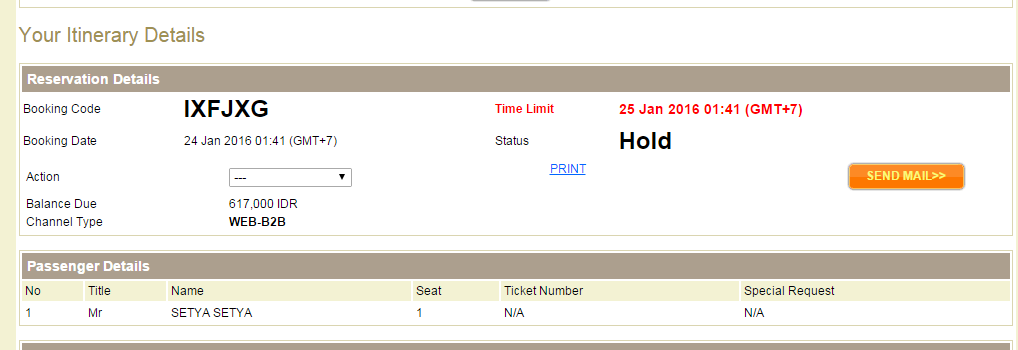 Your Itinerary Details
Reservation Details
Booking Code IXFJXG Time Limit 25 Jan 2016 01:41 (GMT+7)
Booking Date 24 Jan 2016 01:41 (GMT+7) Status Hold
Action --- PRINT SEND MAIL>>
Balance Due 617,000 IDR
Channel Type WEB-B2B
Passenger Details
No Title Name Seat Ticket Number Special Request
1 Mr SETYA SETYA 1 N/A N/A